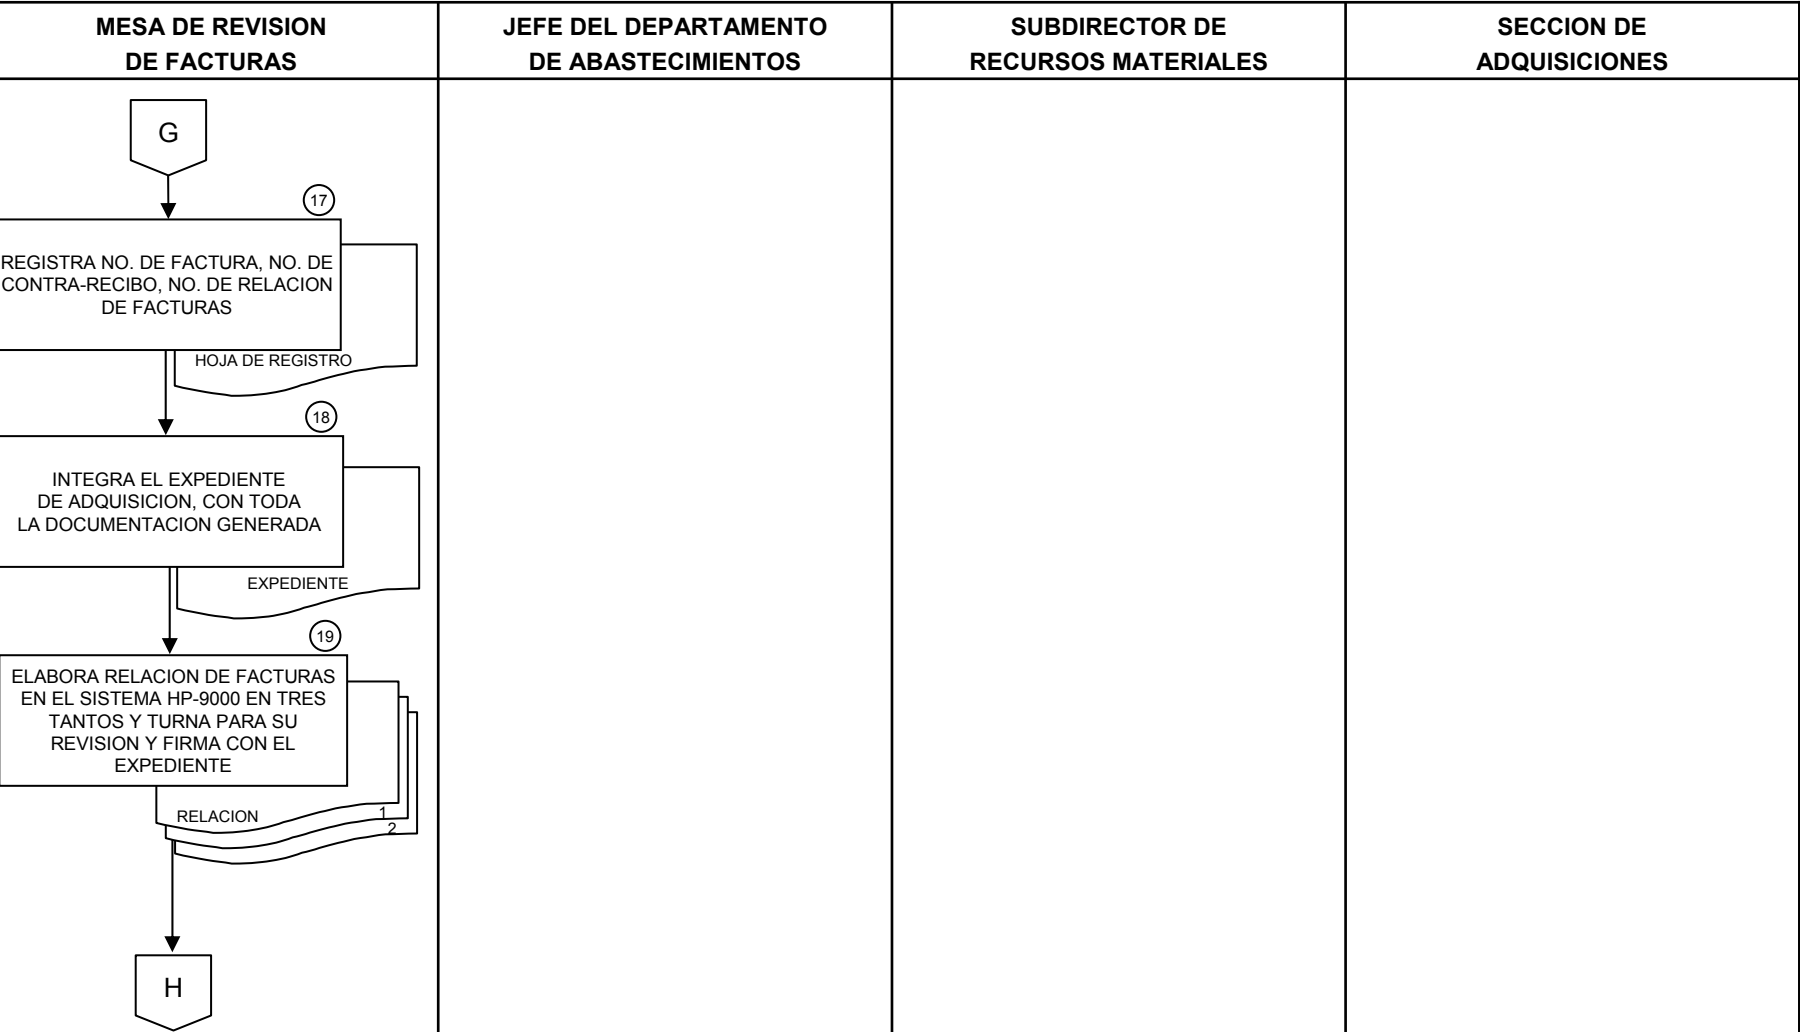 MESA DE REVISION
DE FACTURAS
JEFE DEL DEPARTAMENTO
DE ABASTECIMIENTOS
SUBDIRECTOR DE
RECURSOS MATERIALES
SECCION DE
ADQUISICIONES
G
17
REGISTRA NO. DE FACTURA, NO. DE
CONTRA-RECIBO, NO. DE RELACION
DE FACTURAS
HOJA DE REGISTRO
18
INTEGRA EL EXPEDIENTE
DE ADQUISICION, CON TODA
LA DOCUMENTACION GENERADA
EXPEDIENTE
19
ELABORA RELACION DE FACTURAS
EN EL SISTEMA HP-9000 EN TRES
TANTOS Y TURNA PARA SU
REVISION Y FIRMA CON EL
EXPEDIENTE
RELACION
1
2
H